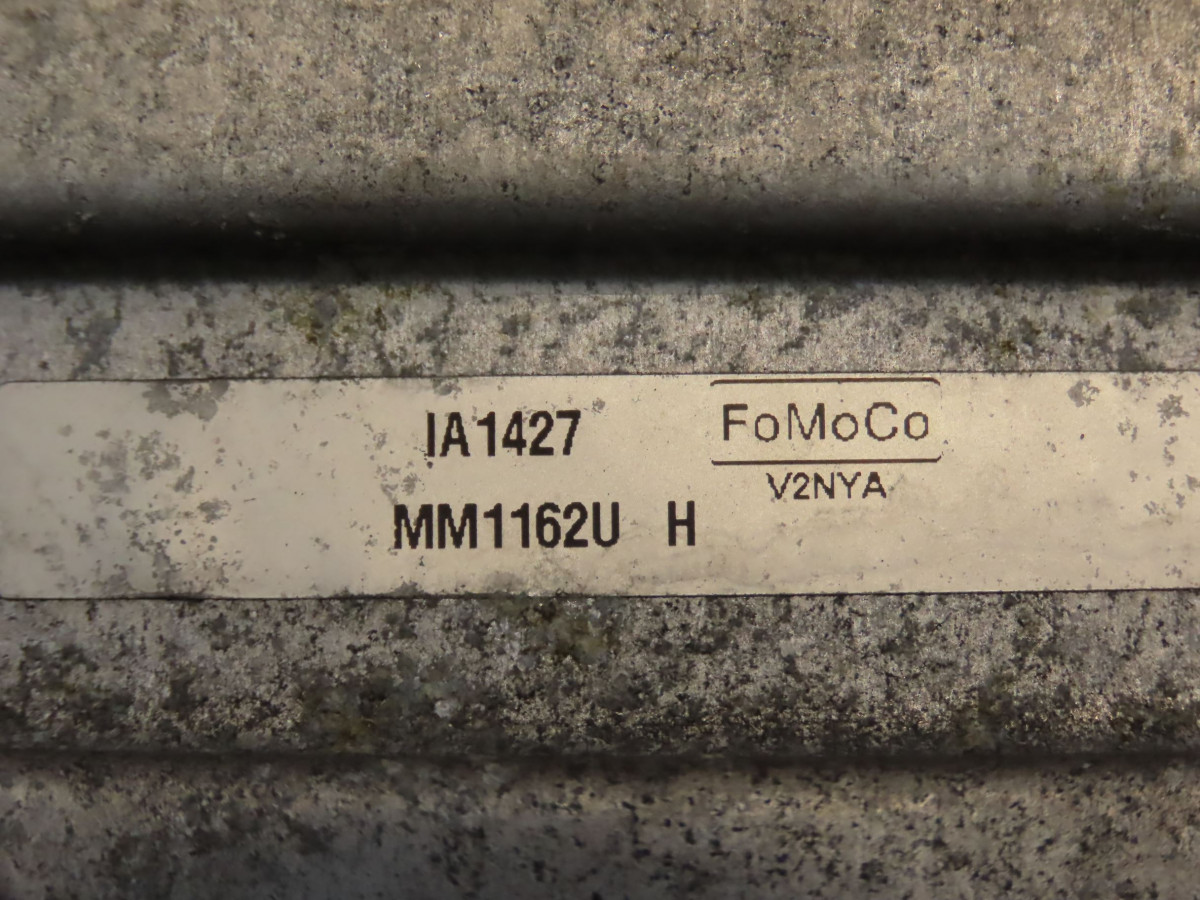 IA1427
FoMoCo
V2NYA
MM1162U H